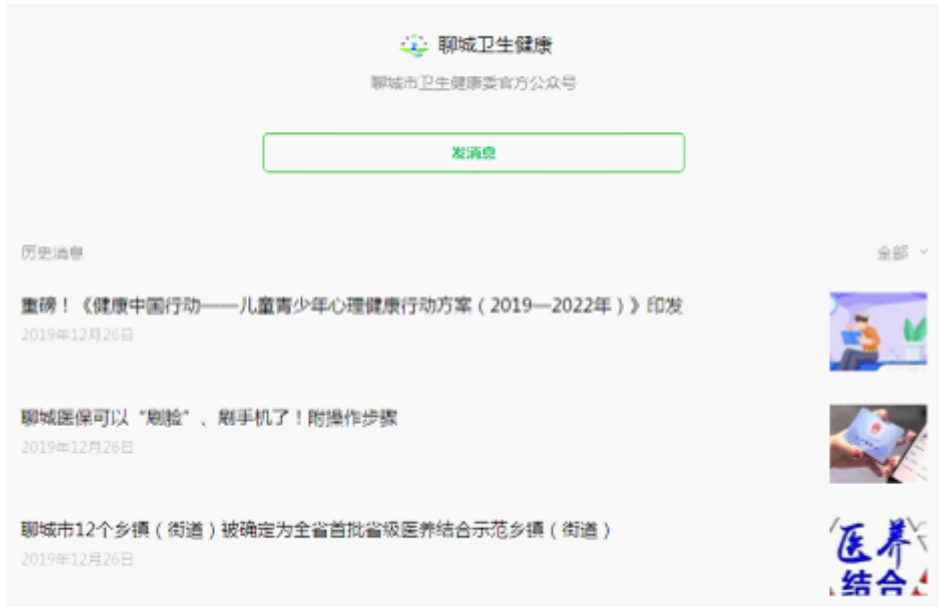 聊城卫生健康
聊城市卫生健康委官方公众号
发消息
历史消息
全部
重磅！《健康中国行动——儿童青少年心理健康行动方案（2019—2022年）》印发
2019年12月26日
聊城医保可以“刷脸”、刷手机了！附操作步骤
2019年12月26日
聊城市12个乡镇（街道）被确定为全省首批省级医养结合示范乡镇（街道）
2019年12月26日
医养
结合